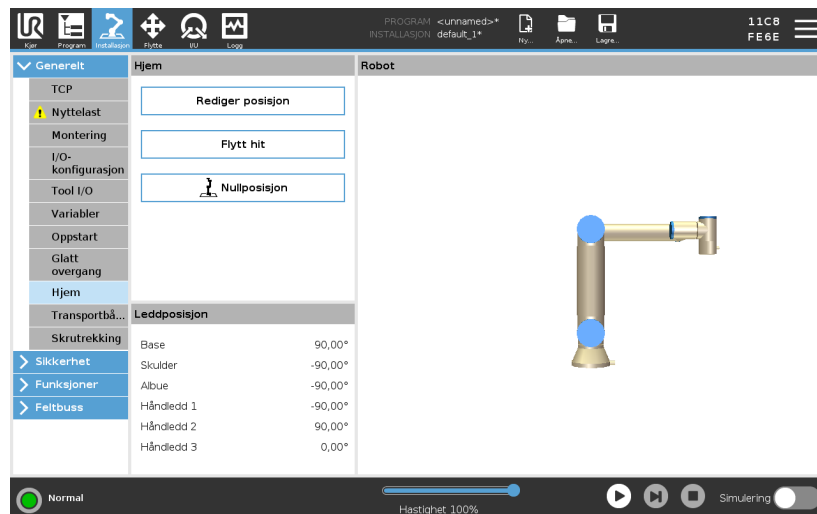 UR
PROGRAM <unnamed>*
INSTALLASJON default_1*
11C8
FE6E
Kjør Program Installasjon Flytte I/U Logg
Ny... Åpne... Lagre...
Generelt
TCP
Nyttelast
Montering
I/O-
konfigurasjon
Tool I/O
Variabler
Oppstart
Glatt
overgang
Hjem
Transportbå...
Skrutrekking
Sikkerhet
Funksjoner
Feltbuss
Hjem
Rediger posisjon
Flytt hit
Nullposisjon
Leddposisjon
Base 90,00°
Skulder -90,00°
Albue -90,00°
Håndledd 1 -90,00°
Håndledd 2 90,00°
Håndledd 3 0,00°
Robot
Normal
Hastighet 100%
Simulering